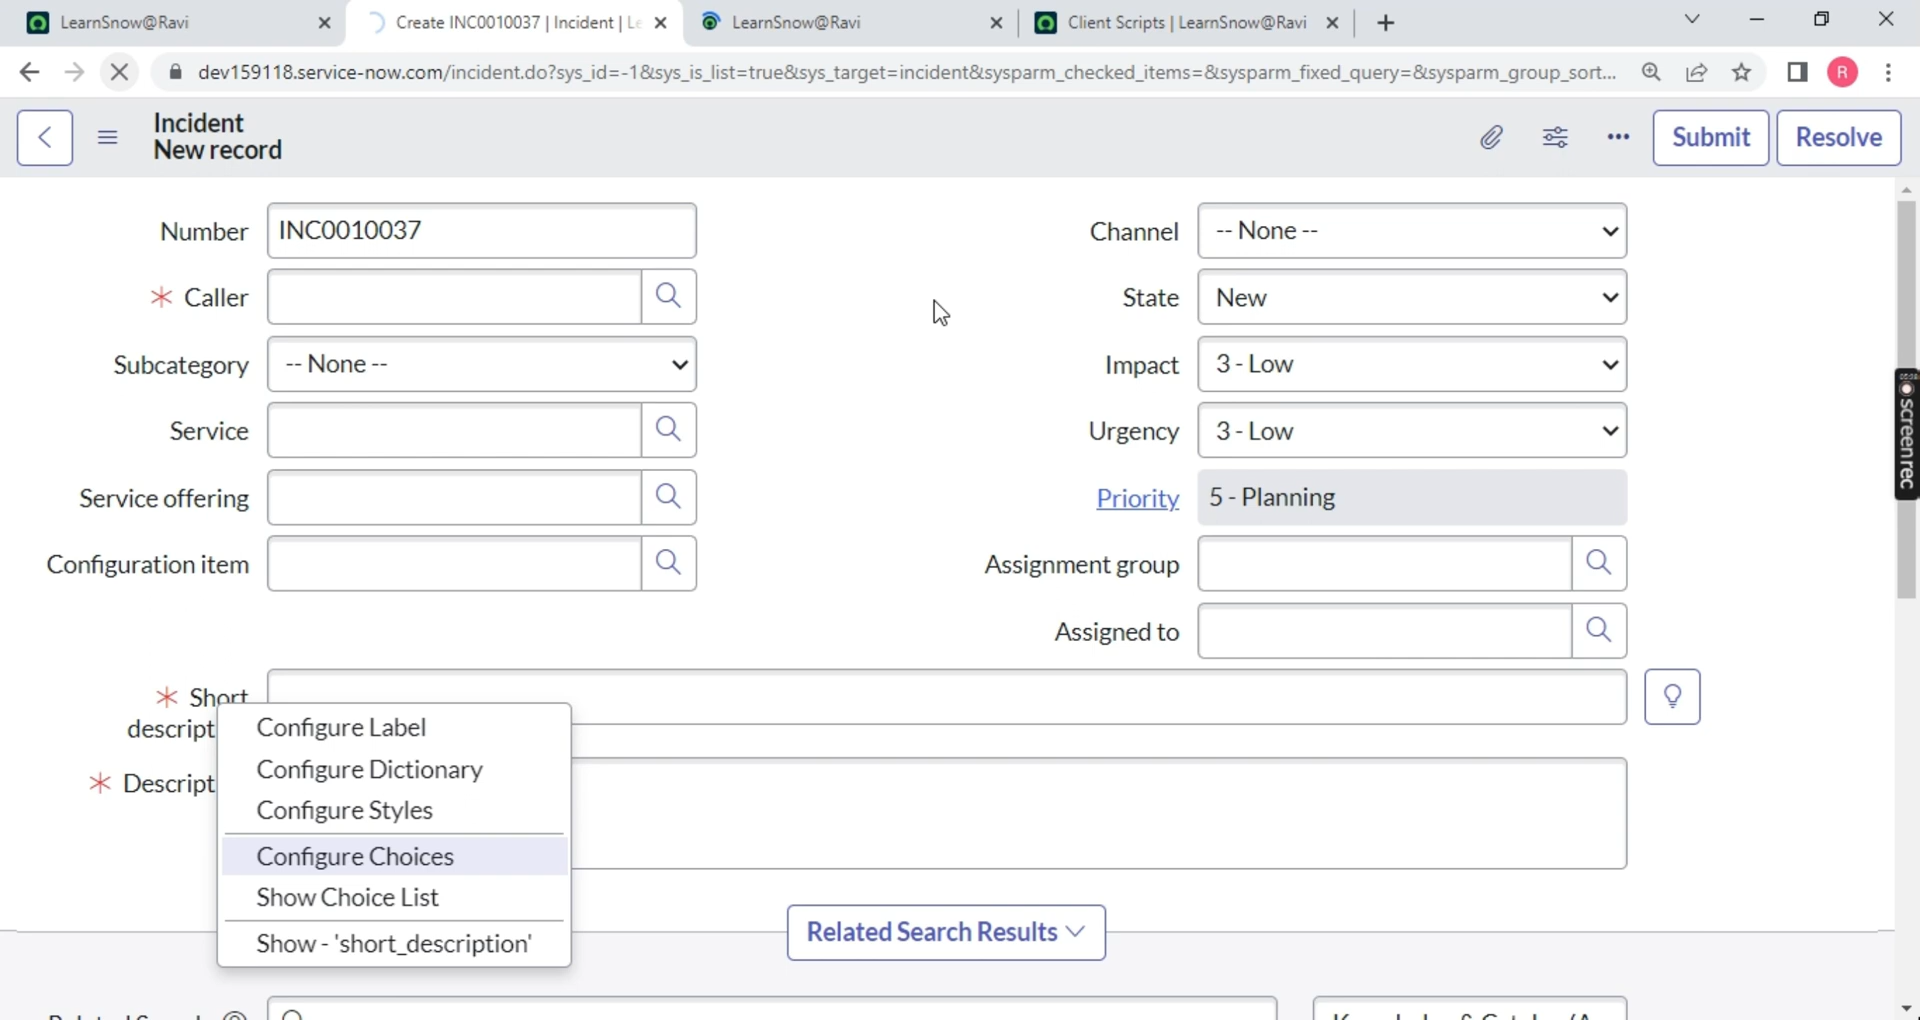 LearnSnow@Ravi
Create INC0010037 | Incident | Le
LearnSnow@Ravi
Client Scripts | LearnSnow@Ravi
dev159118.service-now.com/incident.do?sys_id=-1&sys_is_list=true&sys_target=incident&sysparm_checked_items=&sysparm_fixed_query=&sysparm_group_sort...
R
Incident
New record
Submit
Resolve
Number
INC0010037
Channel
-- None --
* Caller
State
New
Subcategory
-- None --
Impact
3 - Low
Service
Urgency
3 - Low
Service offering
Priority
5 - Planning
Configuration item
Assignment group
Assigned to
* Short
descript
* Descript
Configure Label
Configure Dictionary
Configure Styles
Configure Choices
Show Choice List
Show - 'short_description'
Related Search Results
screenrec